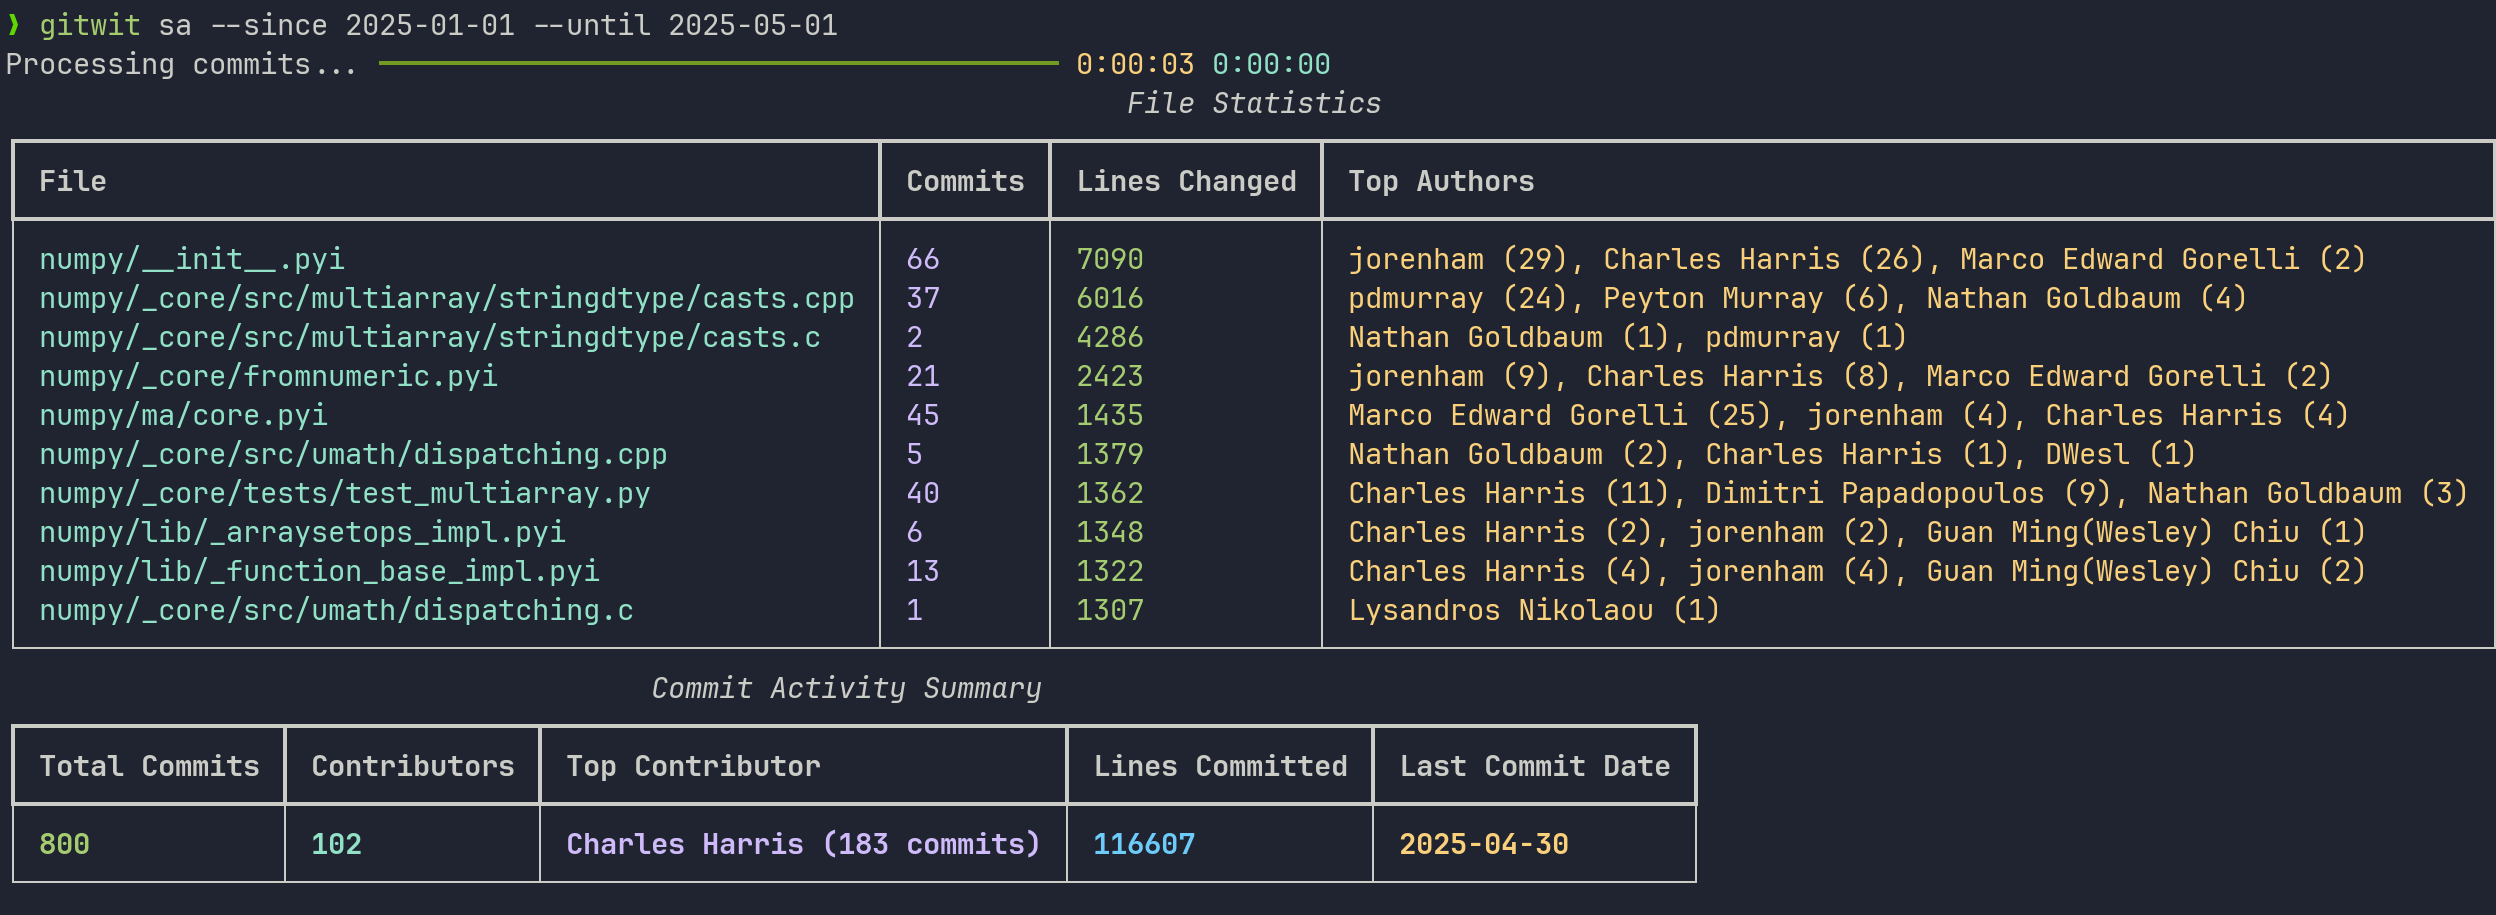 ❯ gitwit sa --since 2025-01-01 --until 2025-05-01
Processing commits... 0:00:03 0:00:00
File Statistics
File Commits Lines Changed Top Authors
numpy/__init__.pyi 66 7090 jorenham (29), Charles Harris (26), Marco Edward Gorelli (2)
numpy/_core/src/multiarray/stringdtype/casts.cpp 37 6016 pdmurray (24), Peyton Murray (6), Nathan Goldbaum (4)
numpy/_core/src/multiarray/stringdtype/casts.c 2 4286 Nathan Goldbaum (1), pdmurray (1)
numpy/_core/fromnumeric.pyi 21 2423 jorenham (9), Charles Harris (8), Marco Edward Gorelli (2)
numpy/ma/core.pyi 45 1435 Marco Edward Gorelli (25), jorenham (4), Charles Harris (4)
numpy/_core/src/umath/dispatching.cpp 5 1379 Nathan Goldbaum (2), Charles Harris (1), DWesl (1)
numpy/_core/tests/test_multiarray.py 40 1362 Charles Harris (11), Dimitri Papadopoulos (9), Nathan Goldbaum (3)
numpy/lib/_arraysetops_impl.pyi 6 1348 Charles Harris (2), jorenham (2), Guan Ming(Wesley) Chiu (1)
numpy/lib/_function_base_impl.pyi 13 1322 Charles Harris (4), jorenham (4), Guan Ming(Wesley) Chiu (2)
numpy/_core/src/umath/dispatching.c 1 1307 Lysandros Nikolaou (1)
Commit Activity Summary
Total Commits Contributors Top Contributor Lines Committed Last Commit Date
800 102 Charles Harris (183 commits) 116607 2025-04-30